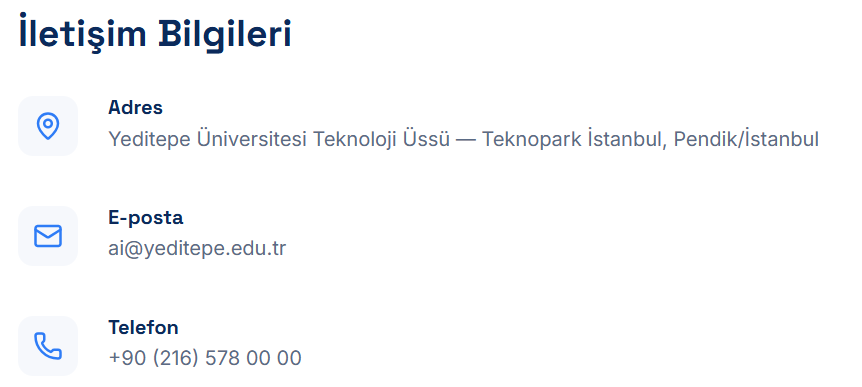 İletişim Bilgileri
Adres
Yeditepe Üniversitesi Teknoloji Üssü — Teknopark İstanbul, Pendik/İstanbul
E-posta
ai@yeditepe.edu.tr
Telefon
+90 (216) 578 00 00